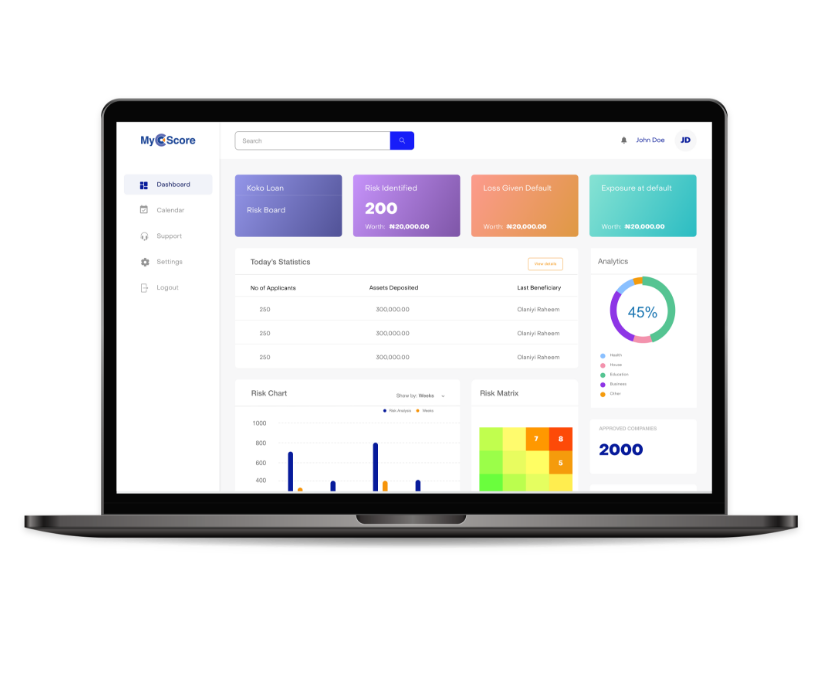 MyCScore
Search
John Doe
JD
Dashboard
Calendar
Support
Settings
Logout
Koko Loan
Risk Board
Risk Identified
200
Worth: ₦20,000.00
Loss Given Default
Worth: ₦20,000.00
Exposure at default
Worth: ₦20,000.00
Today's Statistics
View details
No of Applicants Assets Deposited Last Beneficiary
250 300,000.00 Olaniyi Raheem
250 300,000.00 Olaniyi Raheem
250 300,000.00 Olaniyi Raheem
Analytics
45%
Health
House
Education
Business
Other
Risk Chart
Show by: Weeks
Risk Analysis Weeks
1000
800
600
400
Risk Matrix
7 8
5
APPROVED COMPANIES
2000